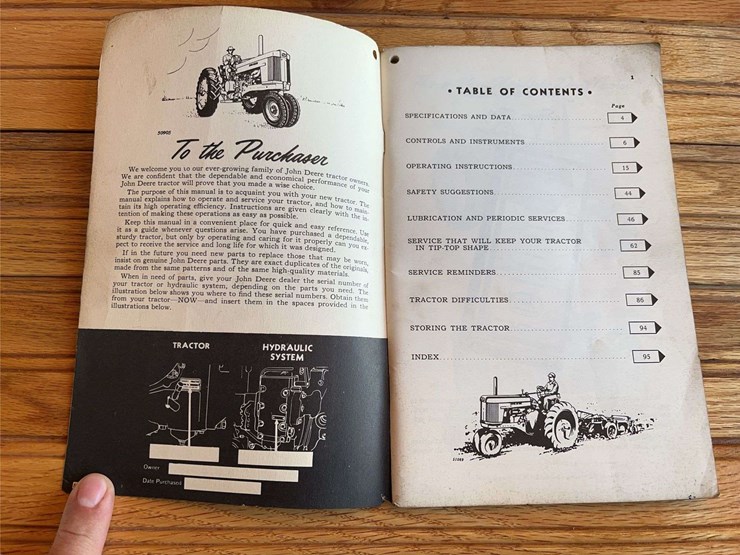 50905
To the Purchaser
We welcome you to our ever-growing family of John Deere tractor owners.
We are confident that the dependable and economical performance of your
John Deere tractor will prove that you made a wise choice.
The purpose of this manual is to acquaint you with your new tractor. The
manual explains how to operate and service your tractor, and how to main-
tain its high operating efficiency. Instructions are given clearly with the in-
tention of making these operations as easy as possible.
Keep this manual in a convenient place for quick and easy reference. Use
it as a guide whenever questions arise. You have purchased a dependable,
sturdy tractor, but only by operating and caring for it properly can you ex-
pect to receive the service and long life for which it was designed.
If in the future you need new parts to replace those that may be worn,
insist on genuine John Deere parts. They are exact duplicates of the originals,
made from the same patterns and of the same high-quality materials.
When in need of parts, give your John Deere dealer the serial number of
your tractor or hydraulic system, depending on the parts you need. The
illustration below shows you where to find these serial numbers. Obtain them
from your tractor—NOW—and insert them in the spaces provided in the
illustrations below.
TRACTOR
HYDRAULIC
SYSTEM
Owner
Date Purchased
1
• TABLE OF CONTENTS •
Page
SPECIFICATIONS AND DATA 4
CONTROLS AND INSTRUMENTS 6
OPERATING INSTRUCTIONS 15
SAFETY SUGGESTIONS 44
LUBRICATION AND PERIODIC SERVICES 46
SERVICE THAT WILL KEEP YOUR TRACTOR
IN TIP-TOP SHAPE 62
SERVICE REMINDERS 85
TRACTOR DIFFICULTIES 86
STORING THE TRACTOR 94
INDEX 95